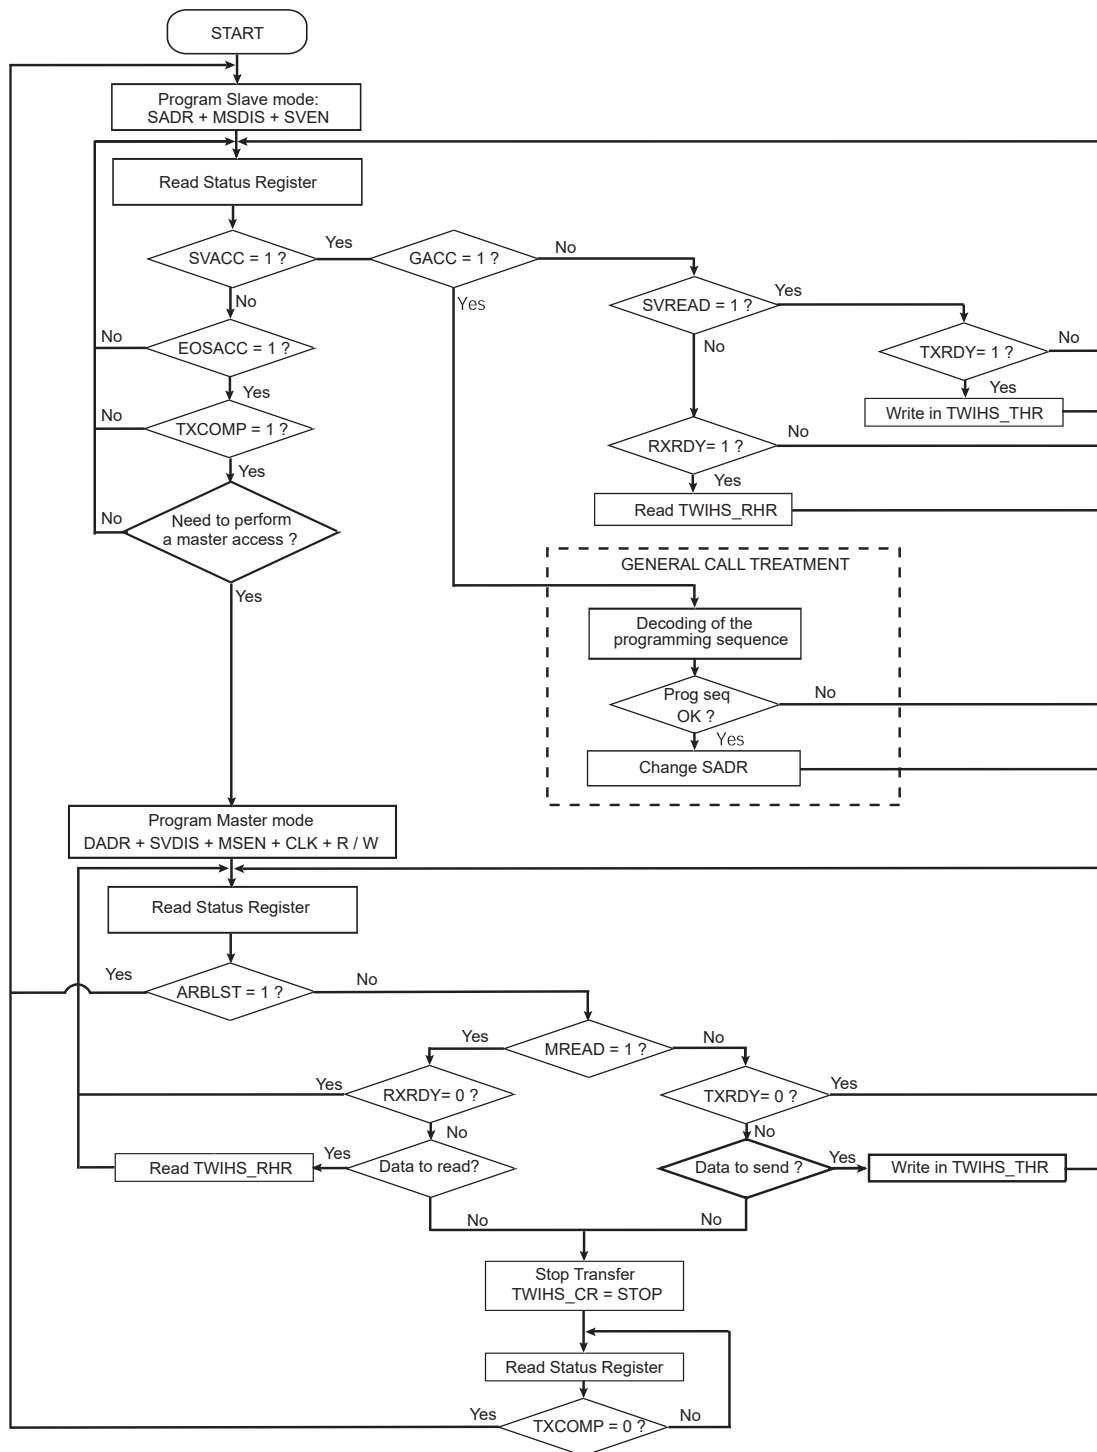 START
Program Slave mode:
SADR + MSDIS + SVEN
Read Status Register
SVACC = 1 ?
Yes
GACC = 1 ?
No
No
Yes
SVREAD = 1 ?
Yes
No
EOSACC = 1 ?
No
TXRDY= 1 ?
No
Yes
Yes
Write in TWIHS_THR
No
TXCOMP = 1 ?
RXRDY= 1 ?
No
Yes
Yes
Read TWIHS_RHR
No
Need to perform
a master access ?
GENERAL CALL TREATMENT
Yes
Decoding of the
programming sequence
Prog seq
OK ?
No
Yes
Change SADR
Program Master mode
DADR + SVDIS + MSEN + CLK + R / W
Read Status Register
Yes
ARBLST = 1 ?
No
Yes
MREAD = 1 ?
No
Yes
RXRDY= 0 ?
TXRDY= 0 ?
Yes
No
No
Read TWIHS_RHR
Yes
Data to read?
Data to send ?
Yes
Write in TWIHS_THR
No
No
Stop Transfer
TWIHS_CR = STOP
Read Status Register
Yes
TXCOMP = 0 ?
No